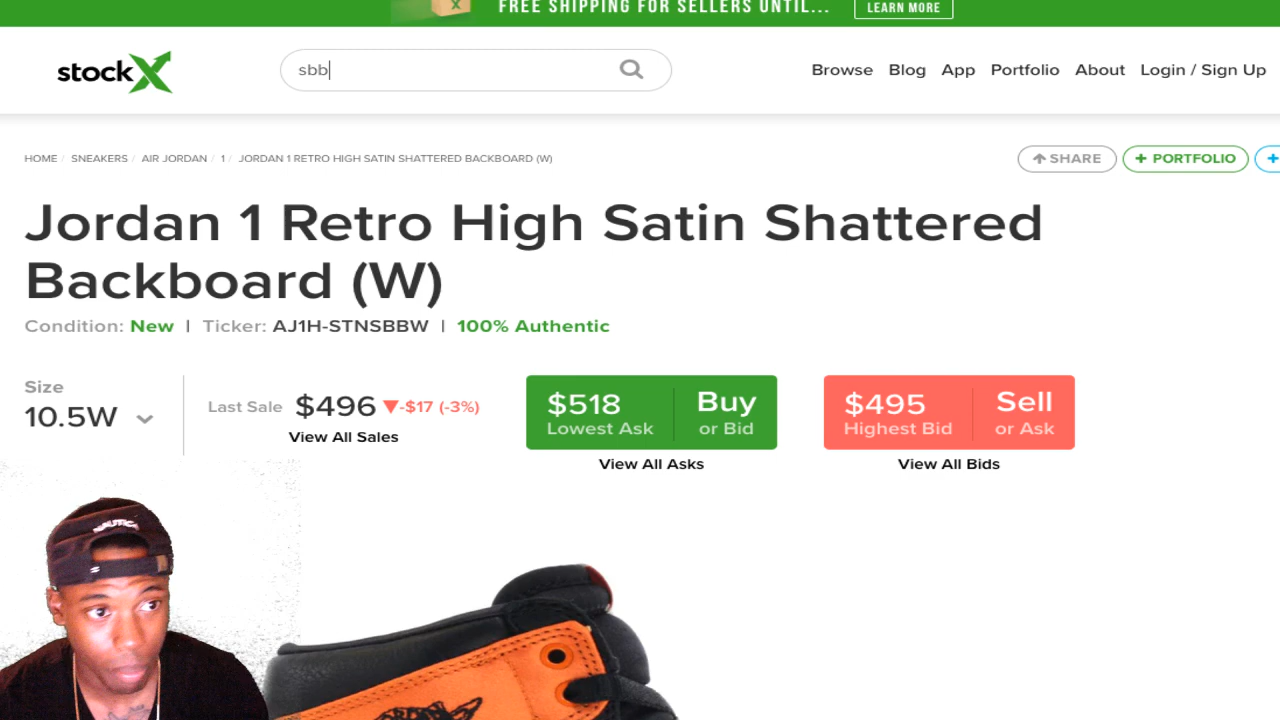 FREE SHIPPING FOR SELLERS UNTIL...
LEARN MORE
stockX
sbb
Browse Blog App Portfolio About Login / Sign Up
HOME / SNEAKERS / AIR JORDAN / 1 / JORDAN 1 RETRO HIGH SATIN SHATTERED BACKBOARD (W)
SHARE
+ PORTFOLIO
+
Jordan 1 Retro High Satin Shattered
Backboard (W)
Condition: New | Ticker: AJ1H-STNSBBW | 100% Authentic
Size
10.5W
Last Sale $496 ▼-$17 (-3%)
View All Sales
$518 Buy
Lowest Ask or Bid
View All Asks
$495 Sell
Highest Bid or Ask
View All Bids
NAUTICA